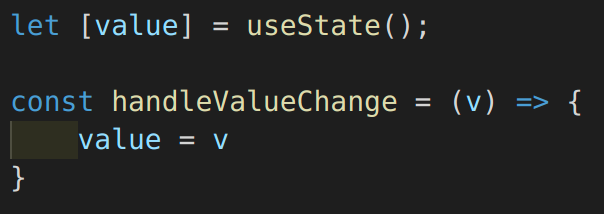 let [value] = useState();
const handleValueChange = (v) => {
value = v
}